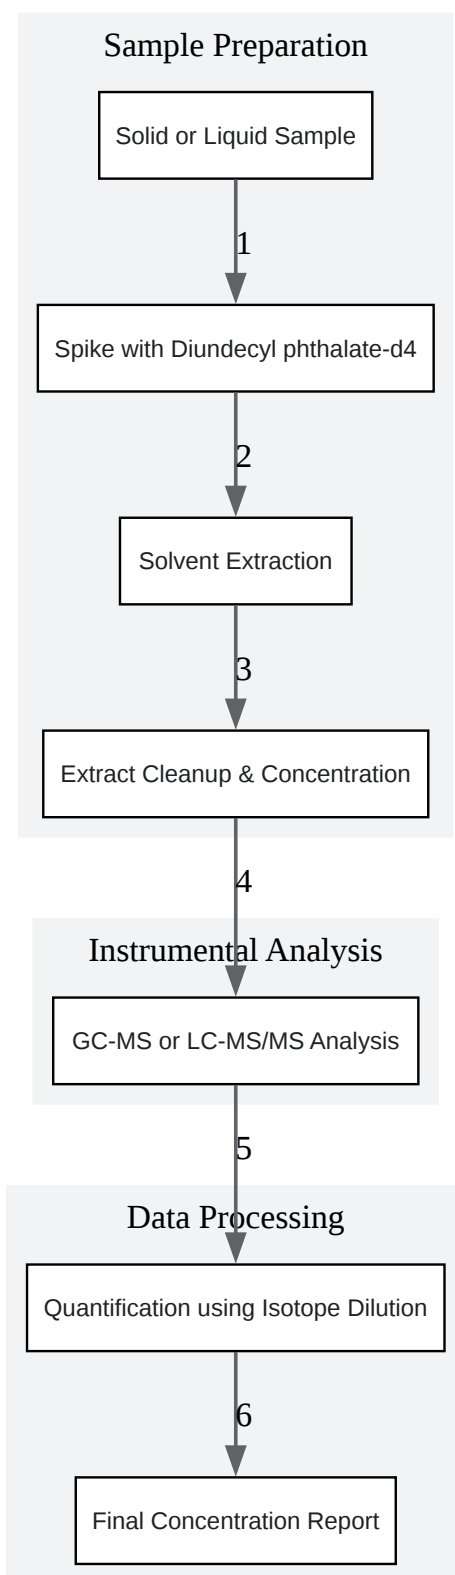 Sample Preparation
Solid or Liquid Sample
1
Spike with Diundecyl phthalate-d4
2
Solvent Extraction
3
Extract Cleanup & Concentration
4
Instrumental Analysis
GC-MS or LC-MS/MS Analysis
5
Data Processing
Quantification using Isotope Dilution
6
Final Concentration Report